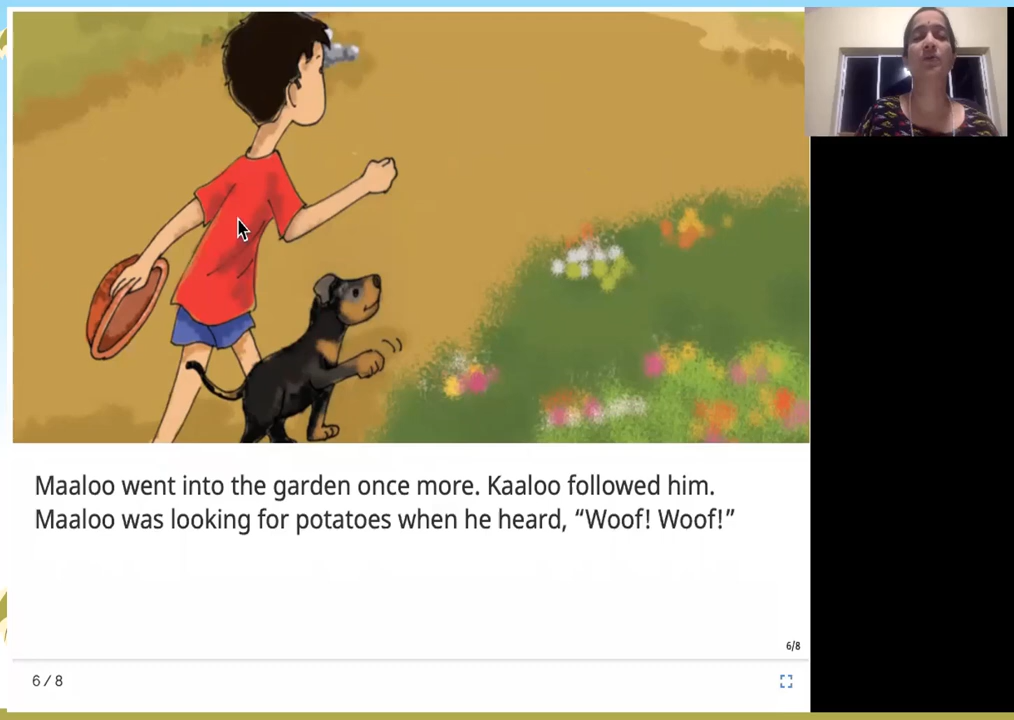 Maaloo went into the garden once more. Kaaloo followed him.
Maaloo was looking for potatoes when he heard, “Woof! Woof!”
6/8
6 / 8